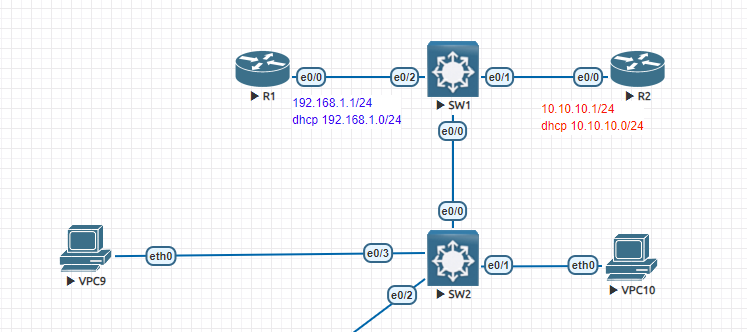 e0/0
e0/2
e0/1
e0/0
R1
SW1
R2
192.168.1.1/24
dhcp 192.168.1.0/24
10.10.10.1/24
dhcp 10.10.10.0/24
e0/0
e0/0
eth0
e0/3
e0/1
eth0
VPC9
SW2
VPC10
e0/2